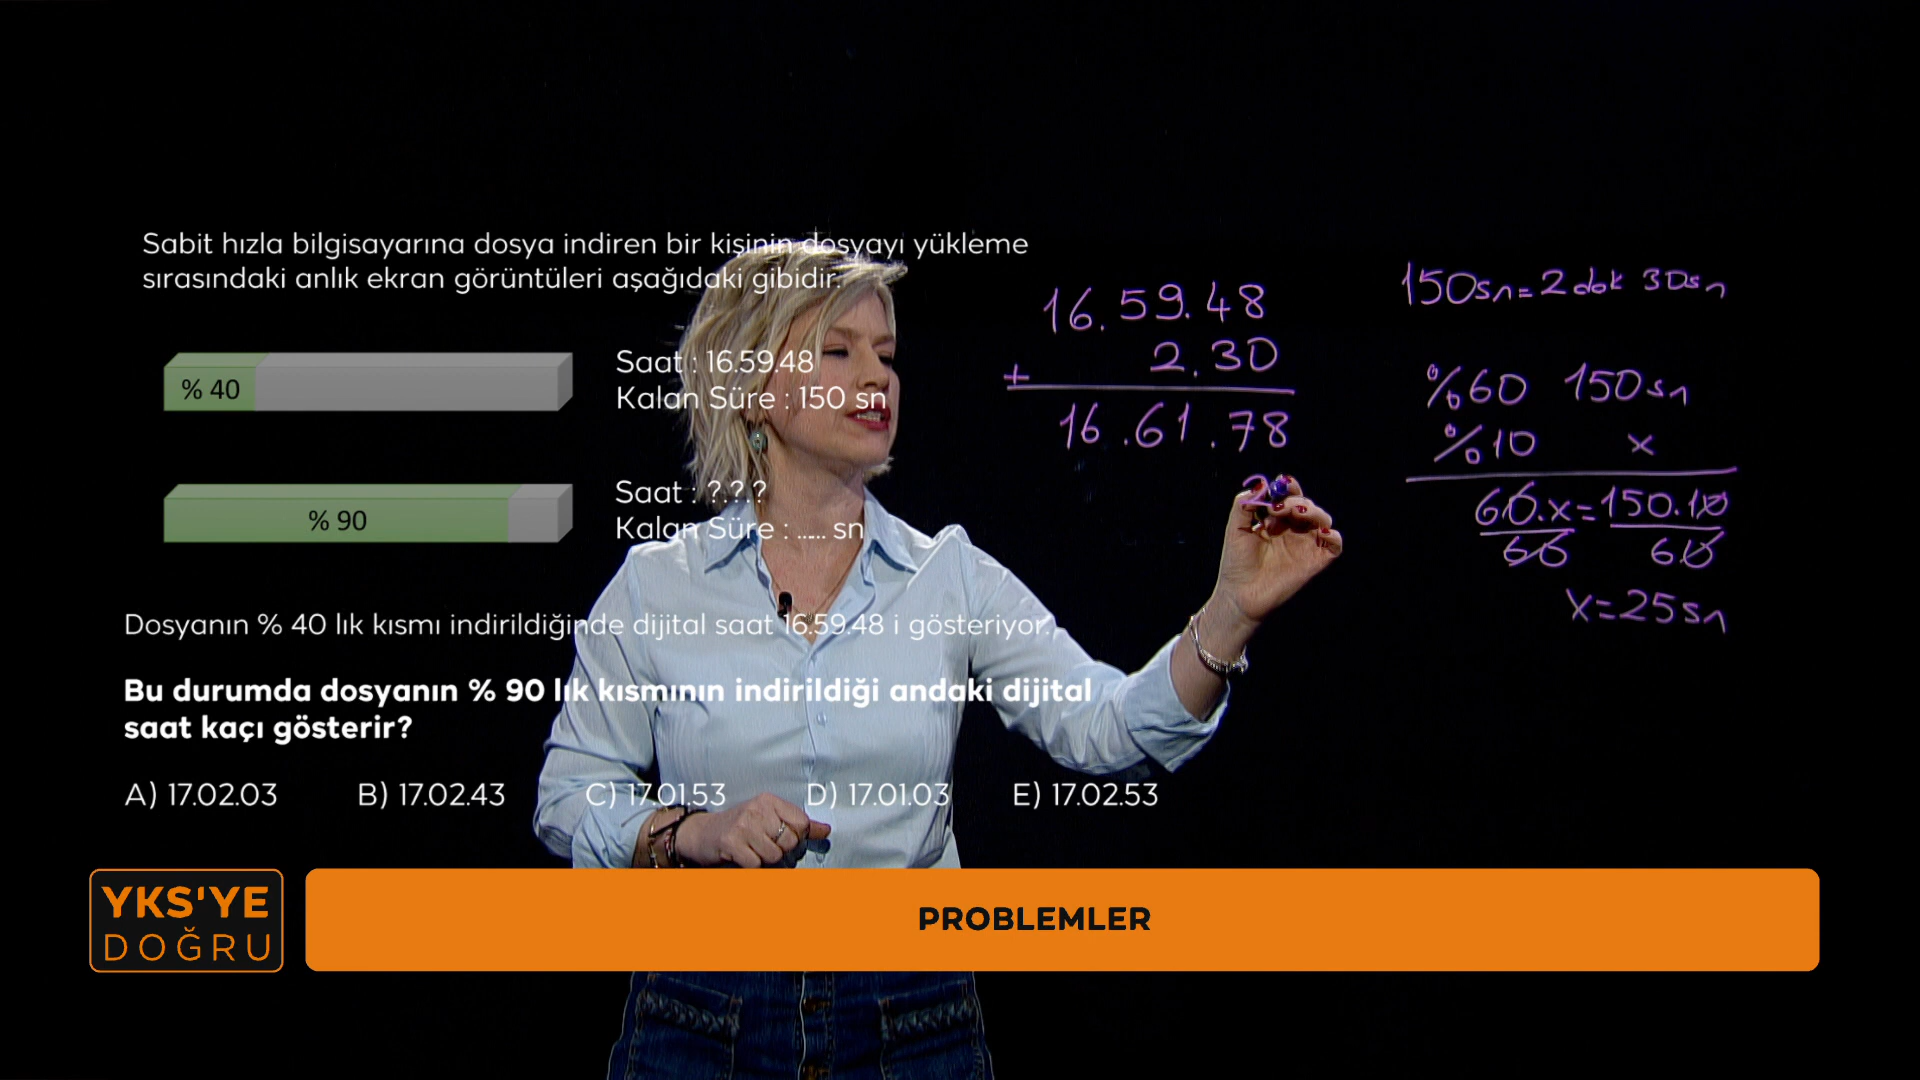 Sabit hızla bilgisayarına dosya indiren bir kişinin dosyayı yükleme
sırasındaki anlık ekran görüntüleri aşağıdaki gibidir.
% 40
Saat : 16.59.48
Kalan Süre : 150 sn
% 90
Saat : ?.?.?
Kalan Süre : ...... sn
Dosyanın % 40 lık kısmı indirildiğinde dijital saat 16.59.48 i gösteriyor.
Bu durumda dosyanın % 90 lık kısmının indirildiği andaki dijital
saat kaçı gösterir?
A) 17.02.03
B) 17.02.43
C) 17.01.53
D) 17.01.03
E) 17.02.53
16.59.48
2.30
+
16.61.78
2
150sn=2 dak 30sn
%60 150sn
%10 x
60.x=150.10
60 60
x=25sn
YKS'YE
DOĞRU
PROBLEMLER